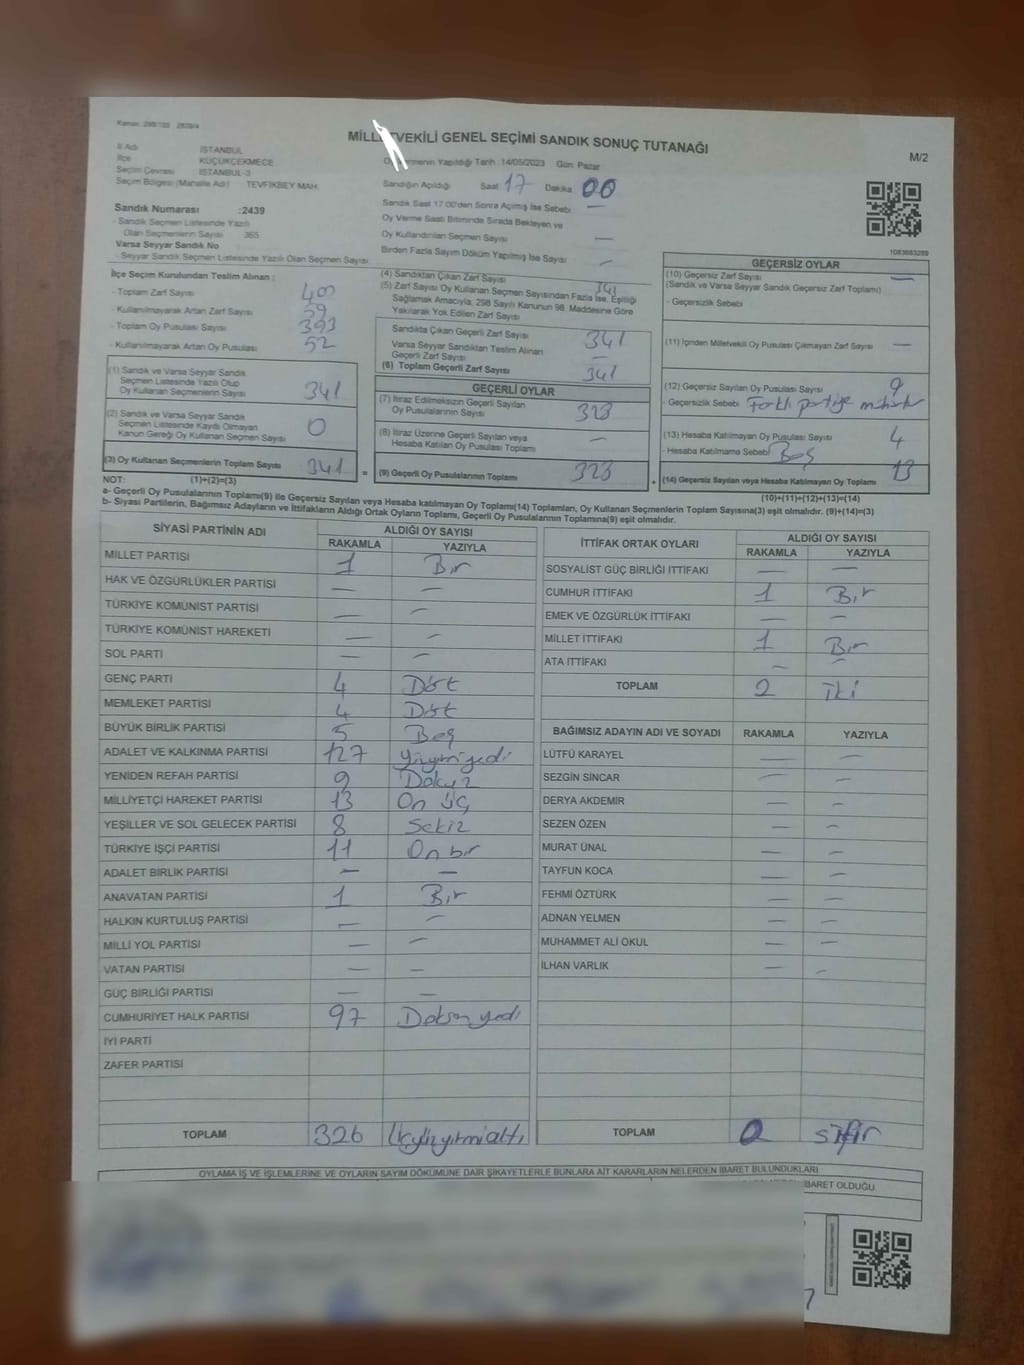 Kanun: 298/105 2839/4
MİLLETVEKİLİ GENEL SEÇİMİ SANDIK SONUÇ TUTANAĞI
M/2
İl Adı İSTANBUL
İlçe KÜÇÜKÇEKMECE
Seçim Çevresi İSTANBUL-3
Seçim Bölgesi (Mahalle Adı) TEVFİKBEY MAH.
Sandık Numarası :2439
- Sandık Seçmen Listesinde Yazılı
Olan Seçmenlerin Sayısı 365
Varsa Seyyar Sandık No
- Seyyar Sandık Seçmen Listesinde Yazılı Olan Seçmen Sayısı
Yapıldığı Tarih :14/05/2023 Gün: Pazar
Sandığın Açıldığı Saat 17 Dakika 00
Sandık Saat 17.00'den Sonra Açılmış İse Sebebi —
Oy Verme Saati Bitiminde Sırada Bekleyen ve
Oy Kullandırılan Seçmen Sayısı —
Birden Fazla Sayım Döküm Yapılmış İse Sayısı —
1083683289
İlçe Seçim Kurulundan Teslim Alınan :
- Toplam Zarf Sayısı 400
- Kullanılmayarak Artan Zarf Sayısı 59
- Toplam Oy Pusulası Sayısı 393
- Kullanılmayarak Artan Oy Pusulası 52
(1) Sandık ve Varsa Seyyar Sandık
Seçmen Listesinde Yazılı Olup
Oy Kullanan Seçmenlerin Sayısı 341
(2) Sandık ve Varsa Seyyar Sandık
Seçmen Listesinde Kayıtlı Olmayan
Kanun Gereği Oy Kullanan Seçmen Sayısı 0
(3) Oy Kullanan Seçmenlerin Toplam Sayısı 341
=
(4) Sandıktan Çıkan Zarf Sayısı 341
(5) Zarf Sayısı Oy Kullanan Seçmen Sayısından Fazla İse, Eşitliği
Sağlamak Amacıyla, 298 Sayılı Kanunun 98. Maddesine Göre
Yakılarak Yok Edilen Zarf Sayısı
Sandıkta Çıkan Geçerli Zarf Sayısı 341
Varsa Seyyar Sandıktan Teslim Alınan
Geçerli Zarf Sayısı —
(6) Toplam Geçerli Zarf Sayısı 341
GEÇERLİ OYLAR
(7) İtiraz Edilmeksizin Geçerli Sayılan
Oy Pusulalarının Sayısı 323
(8) İtiraz Üzerine Geçerli Sayılan veya
Hesaba Katılan Oy Pusulası Toplamı —
(9) Geçerli Oy Pusulalarının Toplamı 323
+
GEÇERSİZ OYLAR
(10) Geçersiz Zarf Sayısı —
(Sandık ve Varsa Seyyar Sandık Geçersiz Zarf Toplamı)
- Geçersizlik Sebebi
(11) İçinden Milletvekili Oy Pusulası Çıkmayan Zarf Sayısı —
(12) Geçersiz Sayılan Oy Pusulası Sayısı 9
- Geçersizlik Sebebi Farklı partiye
(13) Hesaba Katılmayan Oy Pusulası Sayısı 4
- Hesaba Katılmama Sebebi Boş
(14) Geçersiz Sayılan veya Hesaba Katılmayan Oy Toplamı 13
NOT: (1)+(2)=(3)
(10)+(11)+(12)+(13)=(14)
a- Geçerli Oy Pusulalarının Toplamı(9) ile Geçersiz Sayılan veya Hesaba katılmayan Oy Toplamı(14) Toplamları, Oy Kullanan Seçmenlerin Toplam Sayısına(3) eşit olmalıdır. (9)+(14)=(3)
b- Siyasi Partilerin, Bağımsız Adayların ve İttifakların Aldığı Ortak Oyların Toplamı, Geçerli Oy Pusulalarının Toplamına(9) eşit olmalıdır.
SİYASİ PARTİNİN ADI ALDIĞI OY SAYISI
RAKAMLA YAZIYLA
MİLLET PARTİSİ 1 Bir
HAK VE ÖZGÜRLÜKLER PARTİSİ — —
TÜRKİYE KOMÜNİST PARTİSİ — —
TÜRKİYE KOMÜNİST HAREKETİ — —
SOL PARTİ — —
GENÇ PARTİ 4 Dört
MEMLEKET PARTİSİ 4 Dört
BÜYÜK BİRLİK PARTİSİ 5 Beş
ADALET VE KALKINMA PARTİSİ 127 Yüzyirmiyedi
YENİDEN REFAH PARTİSİ 9 Dokuz
MİLLİYETÇİ HAREKET PARTİSİ 13 On Üç
YEŞİLLER VE SOL GELECEK PARTİSİ 8 Sekiz
TÜRKİYE İŞÇİ PARTİSİ 11 On bir
ADALET BİRLİK PARTİSİ — —
ANAVATAN PARTİSİ 1 Bir
HALKIN KURTULUŞ PARTİSİ — —
MİLLİ YOL PARTİSİ — —
VATAN PARTİSİ — —
GÜÇ BİRLİĞİ PARTİSİ — —
CUMHURİYET HALK PARTİSİ 97 Doksan yedi
İYİ PARTİ
ZAFER PARTİSİ
TOPLAM 326 Üçyüzyirmialtı
İTTİFAK ORTAK OYLARI ALDIĞI OY SAYISI
RAKAMLA YAZIYLA
SOSYALİST GÜÇ BİRLİĞİ İTTİFAKI — —
CUMHUR İTTİFAKI 1 Bir
EMEK VE ÖZGÜRLÜK İTTİFAKI — —
MİLLET İTTİFAKI 1 Bir
ATA İTTİFAKI — —
TOPLAM 2 İki
BAĞIMSIZ ADAYIN ADI VE SOYADI RAKAMLA YAZIYLA
LÜTFÜ KARAYEL — —
SEZGİN SİNCAR — —
DERYA AKDEMİR — —
SEZEN ÖZEN — —
MURAT ÜNAL — —
TAYFUN KOCA — —
FEHMİ ÖZTÜRK — —
ADNAN YELMEN — —
MUHAMMET ALİ OKUL — —
İLHAN VARLIK — —
TOPLAM 0 sıfır
OYLAMA İŞ VE İŞLEMLERİNE VE OYLARIN SAYIM DÖKÜMÜNE DAİR ŞİKAYETLERLE BUNLARA AİT KARARLARIN NELERDEN İBARET BULUNDUKLARI
İBARET OLDUĞU